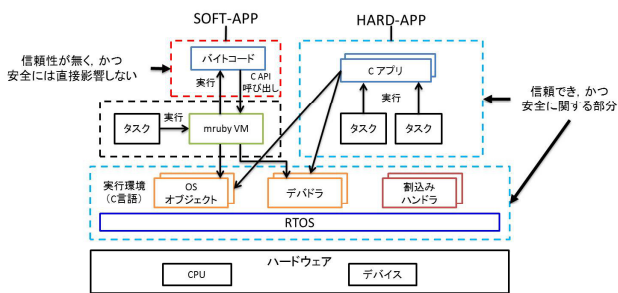 SOFT-APP
HARD-APP
信頼性が無く, かつ
安全には直接影響しない
バイトコード
実行
C API
呼び出し
C アプリ
実行
信頼でき, かつ
安全に関する部分
タスク
実行
mruby VM
タスク
タスク
実行環境
(C言語)
OS
オブジェクト
デバドラ
割込み
ハンドラ
RTOS
ハードウェア
CPU
デバイス